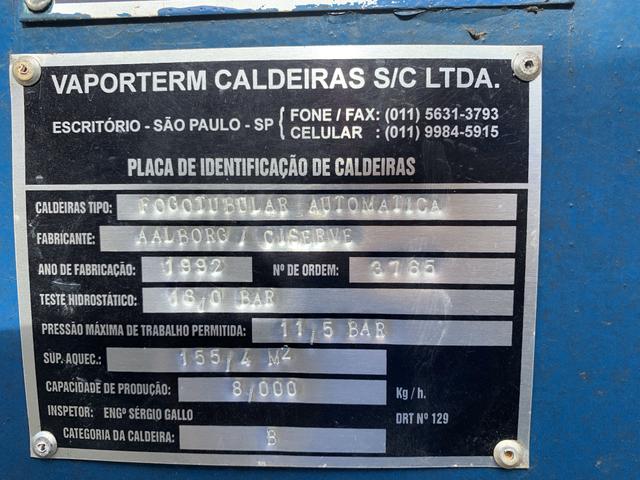 VAPORTERM CALDEIRAS S/C LTDA.
ESCRITÓRIO - SÃO PAULO - SP { FONE / FAX: (011) 5631-3793
CELULAR : (011) 9984-5915
PLACA DE IDENTIFICAÇÃO DE CALDEIRAS
CALDEIRAS TIPO: FOGOTUBULAR AUTOMATICA
FABRICANTE: AALBORG / CISERVE
ANO DE FABRICAÇÃO: 1992 Nº DE ORDEM: 3765
TESTE HIDROSTÁTICO: 18,0 BAR
PRESSÃO MÁXIMA DE TRABALHO PERMITIDA: 11,5 BAR
SUP. AQUEC.: 155,4 M²
CAPACIDADE DE PRODUÇÃO: 8,000 Kg / h.
INSPETOR: ENGº SÉRGIO GALLO DRT Nº 129
CATEGORIA DA CALDEIRA: B